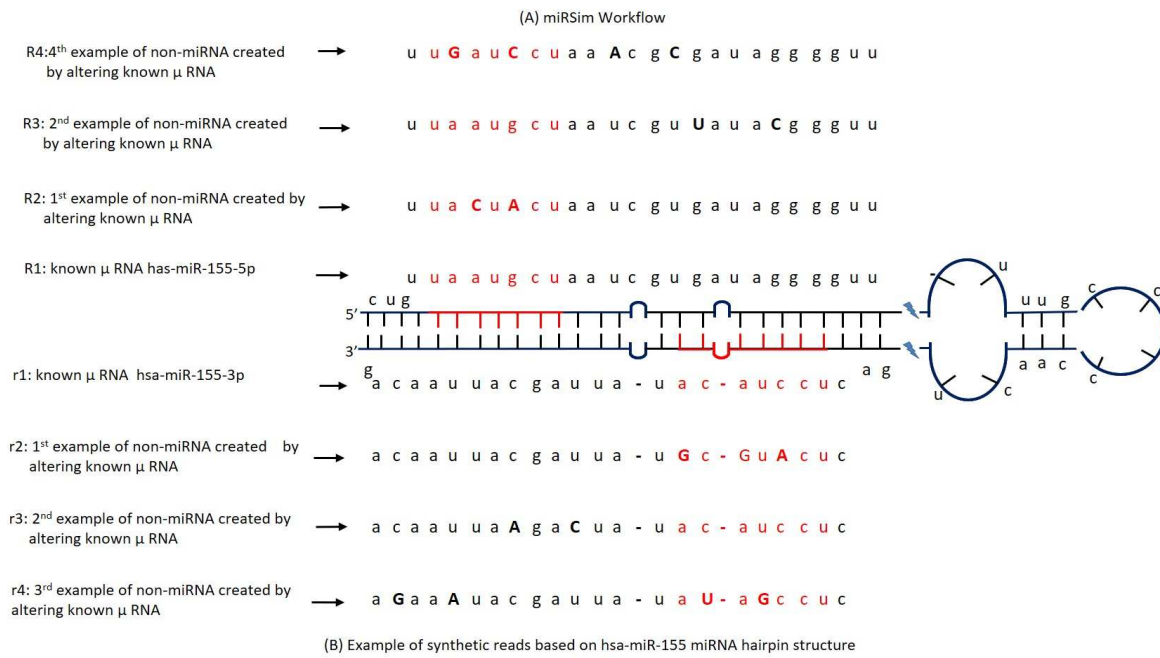 (A) miRSim Workflow
R4:4th example of non-miRNA created
by altering known µ RNA
u u G a u C c u a a A c g C g a u a g g g g u u
R3: 2nd example of non-miRNA created
by altering known µ RNA
u u a a u g c u a a u c g u U a u a C g g g u u
R2: 1st example of non-miRNA created by
altering known µ RNA
u u a C u A c u a a u c g u g a u a g g g g u u
R1: known µ RNA has-miR-155-5p
u u a a u g c u a a u c g u g a u a g g g g u u
c u g
- u
u u g c c
5'
3'
g
a g
u c
a a c c
r1: known µ RNA hsa-miR-155-3p
a c a a u u a c g a u u a - u a c - a u c c u c
r2: 1st example of non-miRNA created by
altering known µ RNA
a c a a u u a c g a u u a - u G c - G u A c u c
r3: 2nd example of non-miRNA created by
altering known µ RNA
a c a a u u a A g a C u a - u a c - a u c c u c
r4: 3rd example of non-miRNA created by
altering known µ RNA
a G a a A u a c g a u u a - u a U - a G c c u c
(B) Example of synthetic reads based on hsa-miR-155 miRNA hairpin structure